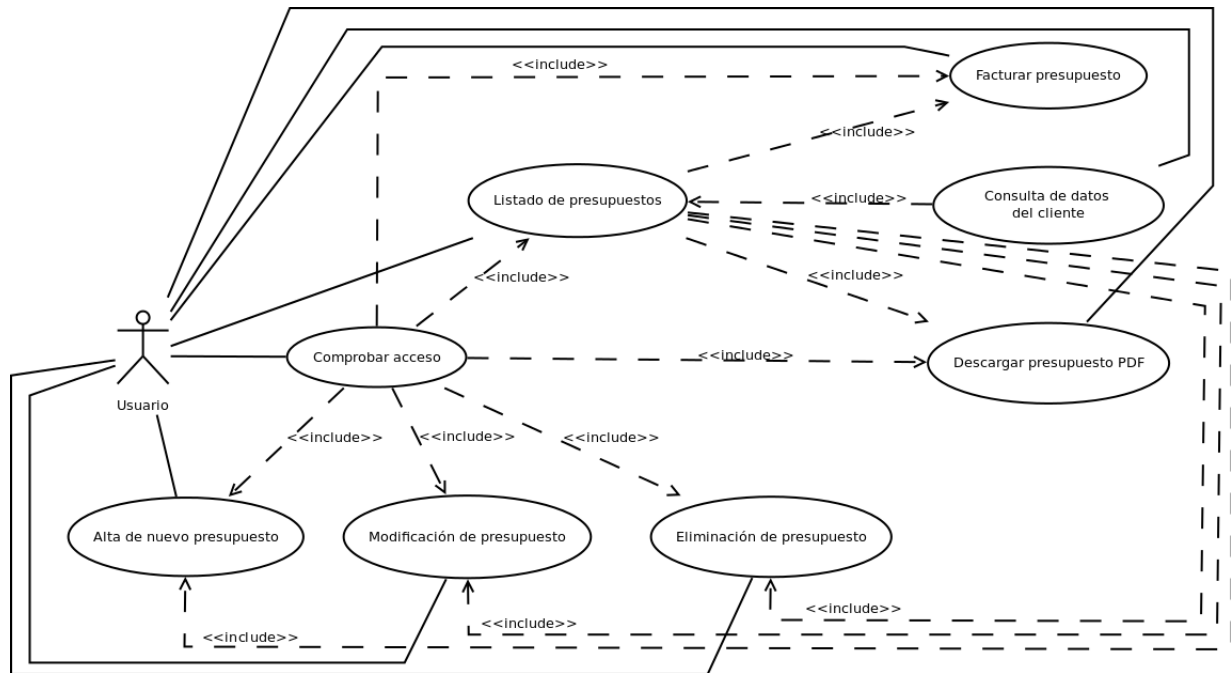 <<include>>
Facturar presupuesto
<<include>>
Listado de presupuestos
<<include>>
Consulta de datos
del cliente
<<include>>
<<include>>
Comprobar acceso
<<include>>
Descargar presupuesto PDF
Usuario
<<include>>
<<include>>
<<include>>
Alta de nuevo presupuesto
Modificación de presupuesto
Eliminación de presupuesto
<<include>>
<<include>>
<<include>>